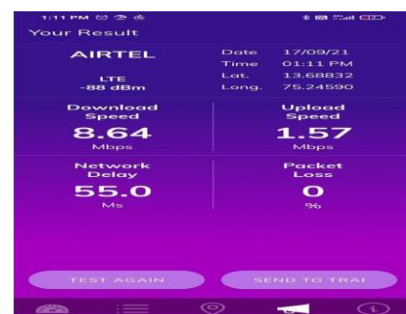 1:11 PM
Your Result
AIRTEL
LTE
-88 dBm
Date 17/09/21
Time 01:11 PM
Lat. 13.68832
Long. 75.24590
Download Speed
8.64
Mbps
Upload Speed
1.57
Mbps
Network Delay
55.0
Ms
Packet Loss
0
%
TEST AGAIN
SEND TO TRAI